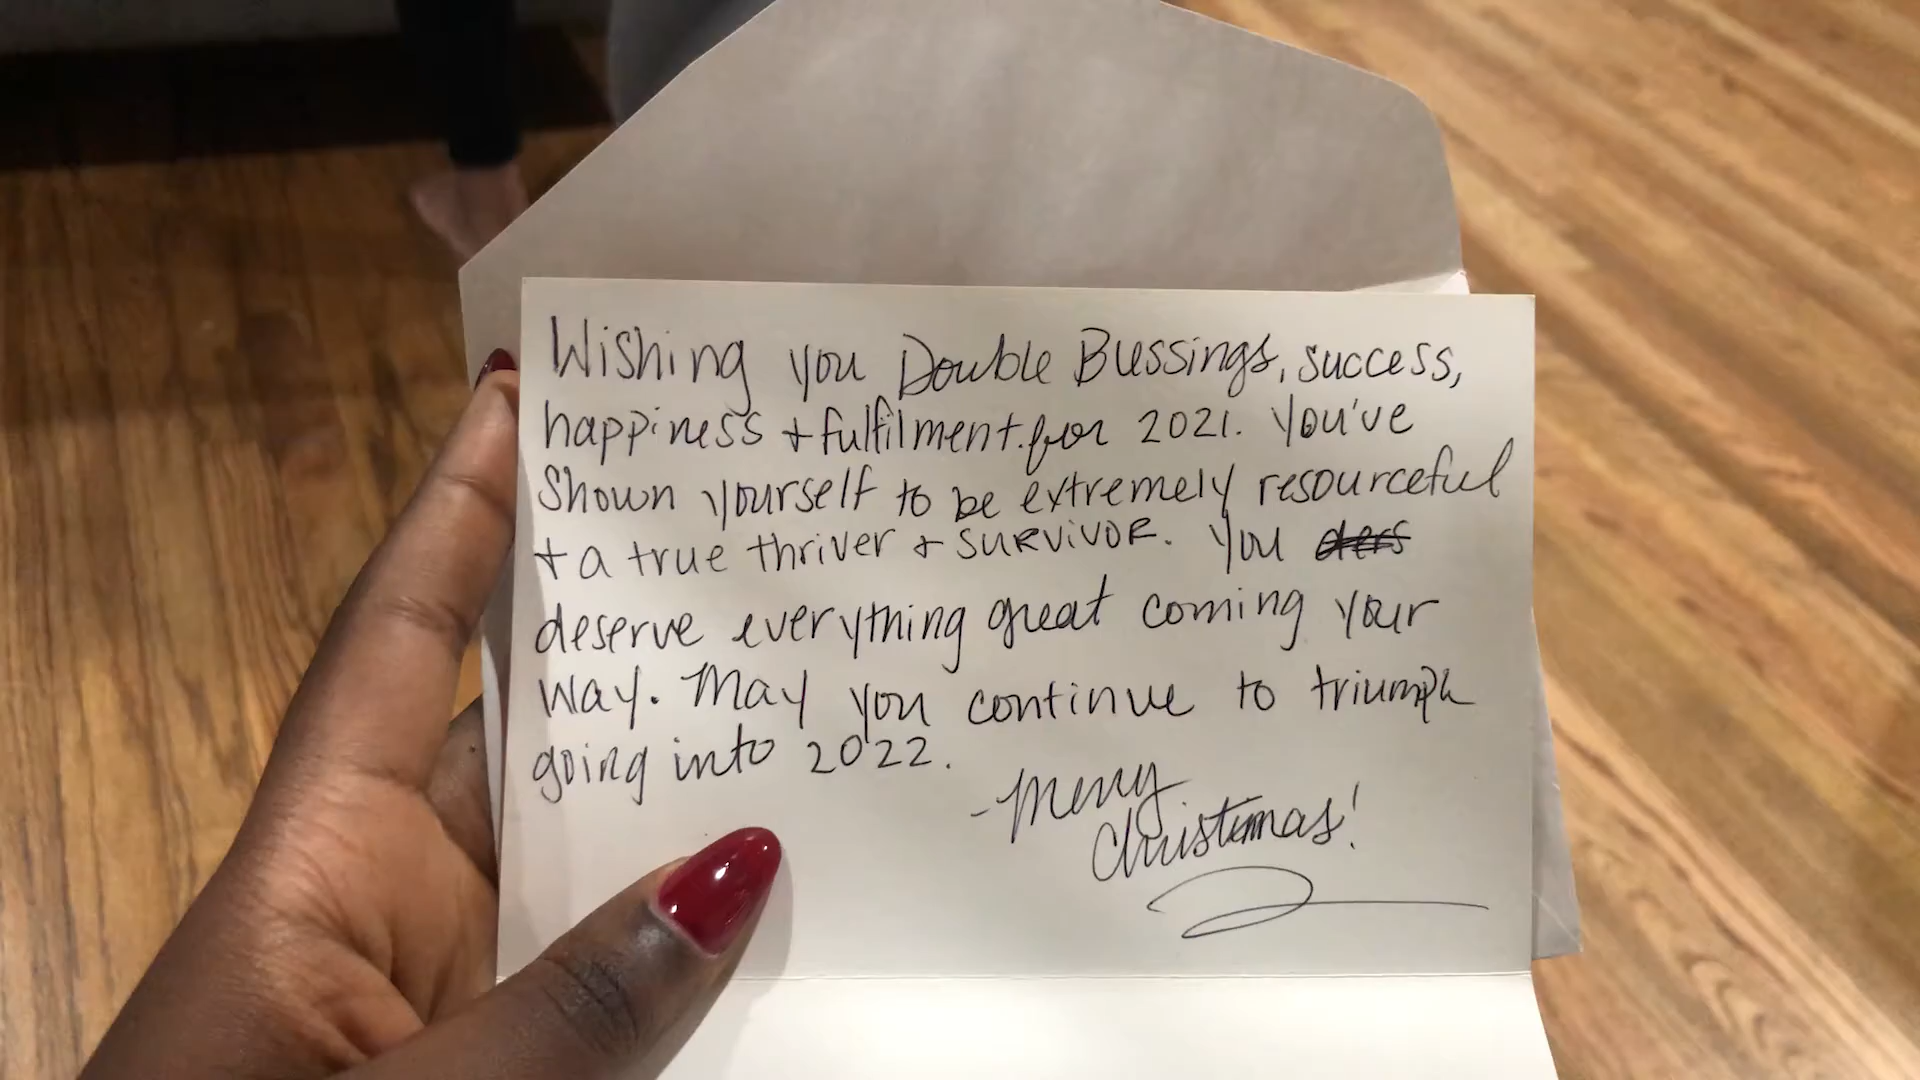 Wishing you Double Blessings, success,
happiness + fulfilment for 2021. You've
Shown yourself to be extremely resourceful
+ a true thriver + SURViVOR. You ders
deserve everything great coming your
way. May you continue to triumph
going into 2022.
- Merry
Christmas!